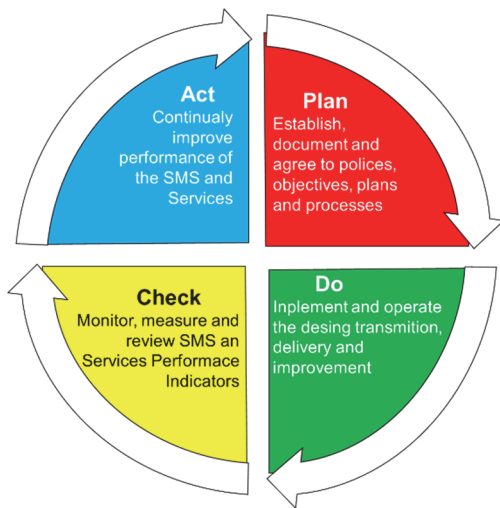 Act
Continualy
improve
performance of
the SMS and
Services
Plan
Establish,
document and
agree to polices,
objectives, plans
and processes
Check
Monitor, measure and
review SMS an
Services Performace
Indicators
Do
Inplement and operate
the desing transmition,
delivery and
improvement